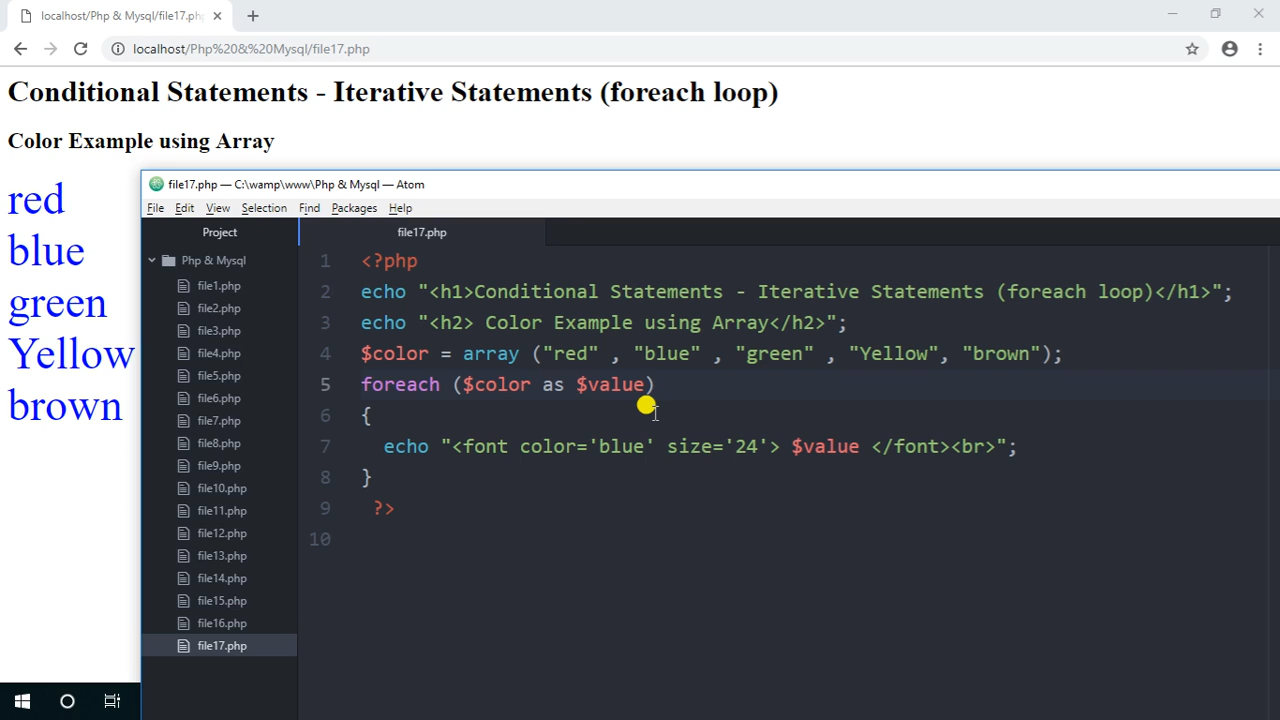 localhost/Php & Mysql/file17.ph
localhost/Php%20&%20Mysql/file17.php
Conditional Statements - Iterative Statements (foreach loop)
Color Example using Array
red
blue
green
Yellow
brown
file17.php — C:\wamp\www\Php & Mysql — Atom
File Edit View Selection Find Packages Help
Project
Php & Mysql
file1.php
file2.php
file3.php
file4.php
file5.php
file6.php
file7.php
file8.php
file9.php
file10.php
file11.php
file12.php
file13.php
file14.php
file15.php
file16.php
file17.php
file17.php
1 <?php
2 echo "<h1>Conditional Statements - Iterative Statements (foreach loop)</h1>";
3 echo "<h2> Color Example using Array</h2>";
4 $color = array ("red" , "blue" , "green" , "Yellow", "brown");
5 foreach ($color as $value)
6 {
7 echo "<font color='blue' size='24'> $value </font><br>";
8 }
9 ?>
10